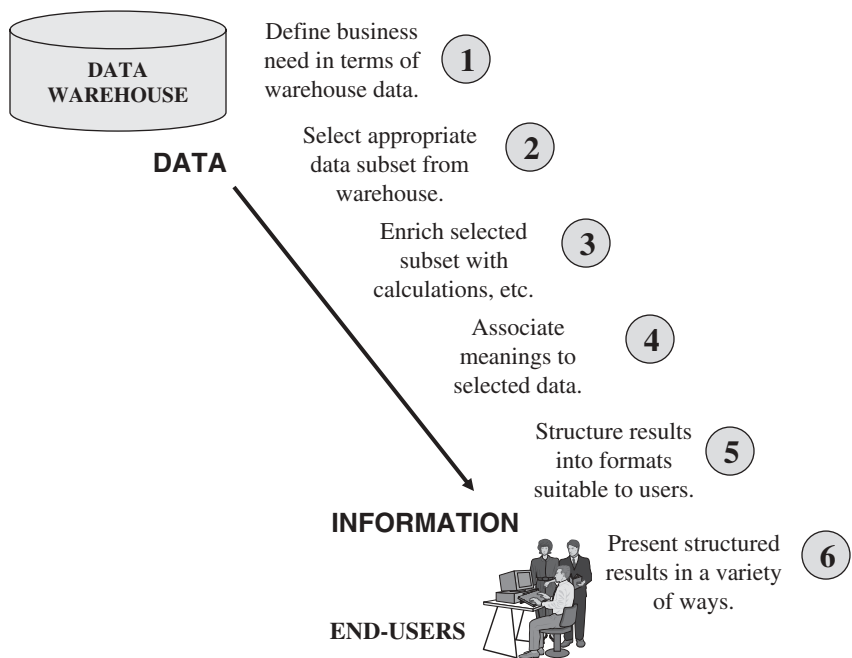 DATA
WAREHOUSE
Define business
need in terms of
warehouse data.
1
DATA
Select appropriate
data subset from
warehouse.
2
Enrich selected
subset with
calculations, etc.
3
Associate
meanings to
selected data.
4
Structure results
into formats
suitable to users.
5
INFORMATION
Present structured
results in a variety
of ways.
6
END-USERS